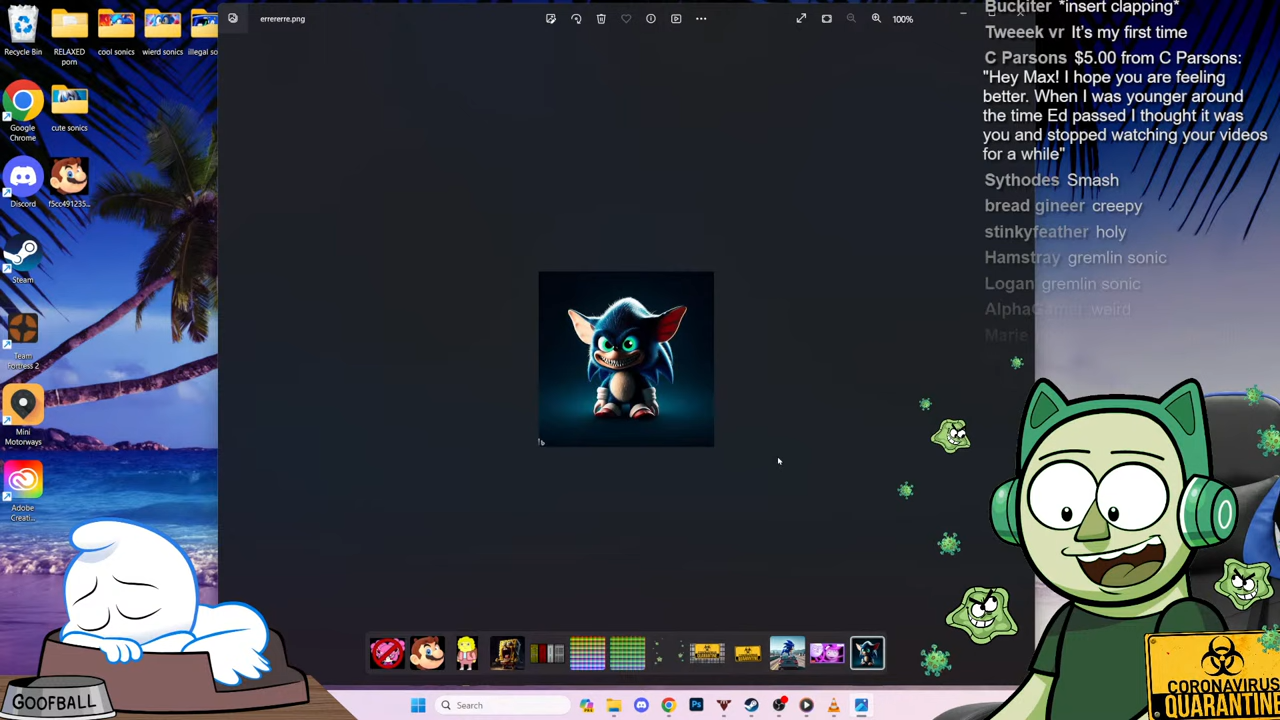 Recycle Bin
RELAXED porn
cool sonics
wierd sonics
illegal so
Google Chrome
cute sonics
Discord
f5cc491235...
Steam
Team Fortress 2
Mini Motorways
Adobe Creati...
errererre.png
100%
Buckiter *insert clapping*
Tweeek vr It's my first time
C Parsons $5.00 from C Parsons:
"Hey Max! I hope you are feeling
better. When I was younger around
the time Ed passed I thought it was
you and stopped watching your videos
for a while"
Sythodes Smash
bread gineer creepy
stinkyfeather holy
Hamstray gremlin sonic
Logan gremlin sonic
AlphaGamer weird
Marie
GOOFBALL
Search
CORONAVIRUS
QUARANTINE